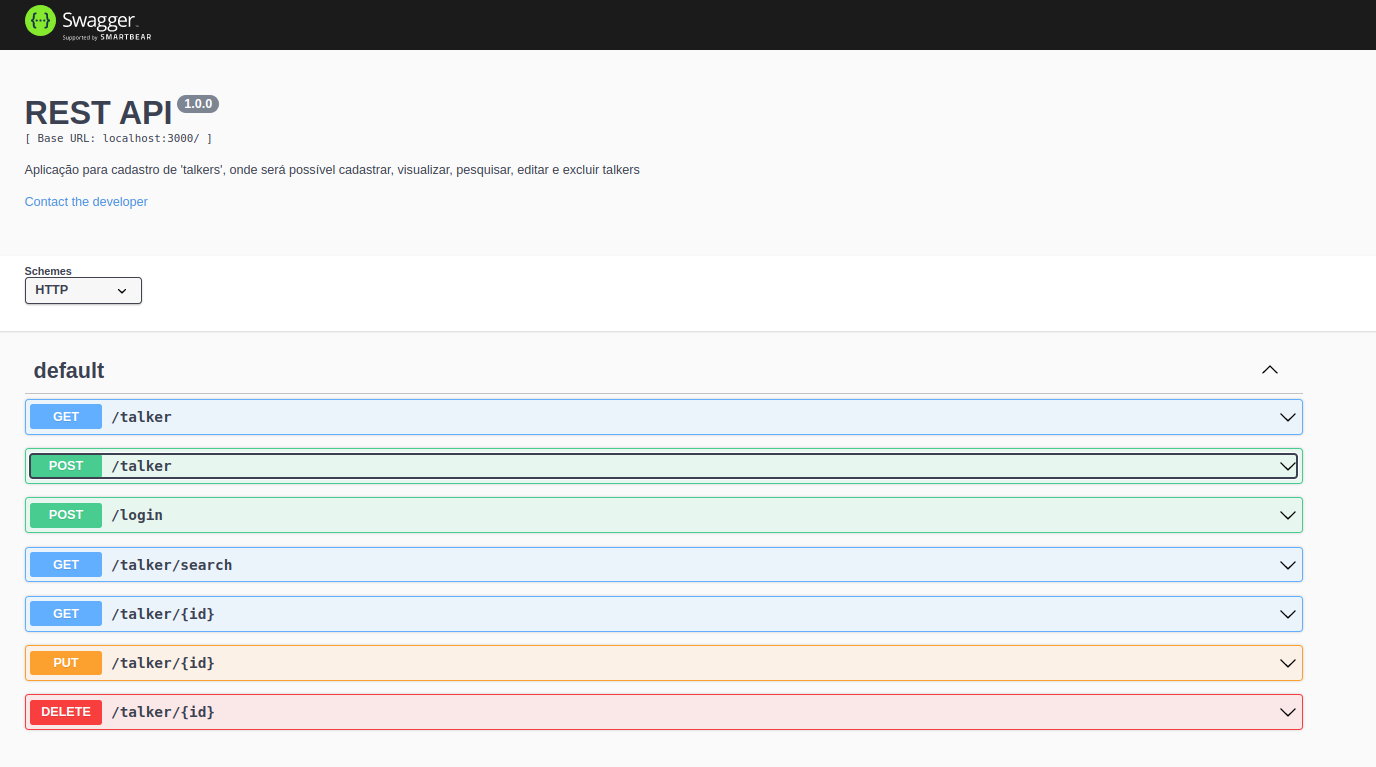 Swagger
Supported by SMARTBEAR
REST API 1.0.0
[ Base URL: localhost:3000/ ]
Aplicação para cadastro de 'talkers', onde será possível cadastrar, visualizar, pesquisar, editar e excluir talkers
Contact the developer
Schemes
HTTP
default
GET /talker
POST /talker
POST /login
GET /talker/search
GET /talker/{id}
PUT /talker/{id}
DELETE /talker/{id}